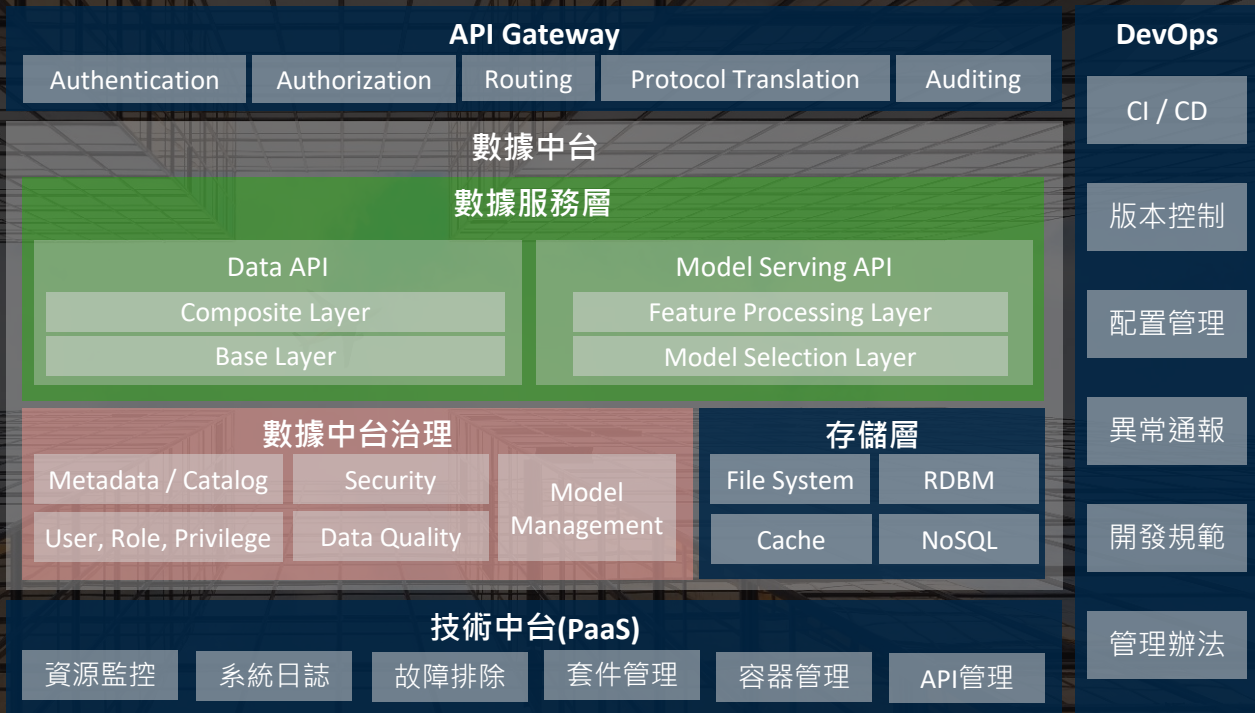 API Gateway
Authentication
Authorization
Routing
Protocol Translation
Auditing
數據中台
數據服務層
Data API
Composite Layer
Base Layer
Model Serving API
Feature Processing Layer
Model Selection Layer
數據中台治理
Metadata / Catalog
Security
User, Role, Privilege
Data Quality
Model
Management
存儲層
File System
RDBM
Cache
NoSQL
技術中台(PaaS)
資源監控
系統日誌
故障排除
套件管理
容器管理
API管理
DevOps
CI / CD
版本控制
配置管理
異常通報
開發規範
管理辦法